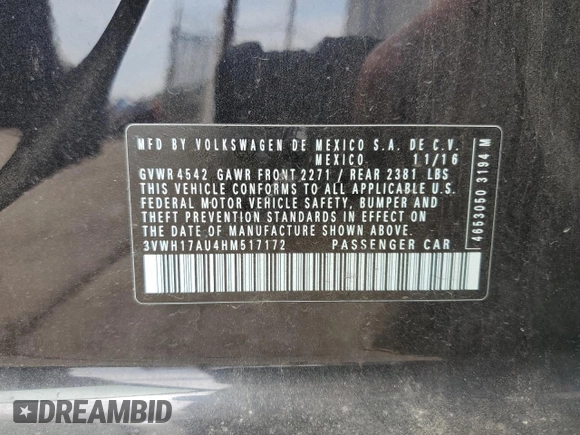 MFD BY VOLKSWAGEN DE MEXICO S.A. DE C.V.
MEXICO. 11/16
GVWR 4542 GAWR FRONT 2271 / REAR 2381 LBS
THIS VEHICLE CONFORMS TO ALL APPLICABLE U.S.
FEDERAL MOTOR VEHICLE SAFETY, BUMPER AND
THEFT PREVENTION STANDARDS IN EFFECT ON
THE DATE OF MANUFACTURE SHOWN ABOVE.
3VWH17AU4HM517172 PASSENGER CAR
4653050 3194 M
DREAMBID